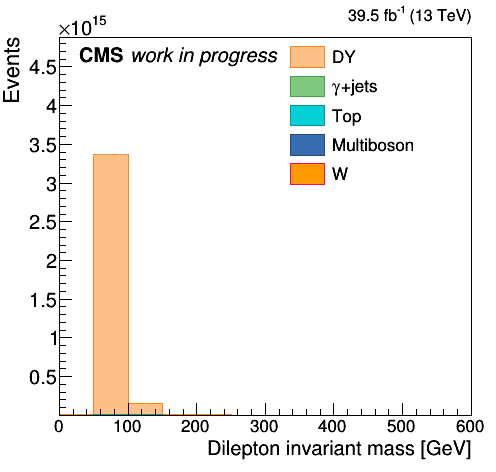 39.5 fb⁻¹ (13 TeV)
×10¹⁵
CMS work in progress
Events
4.5
4
3.5
3
2.5
2
1.5
1
0.5
DY
γ+jets
Top
Multiboson
W
0 100 200 300 400 500 600
Dilepton invariant mass [GeV]